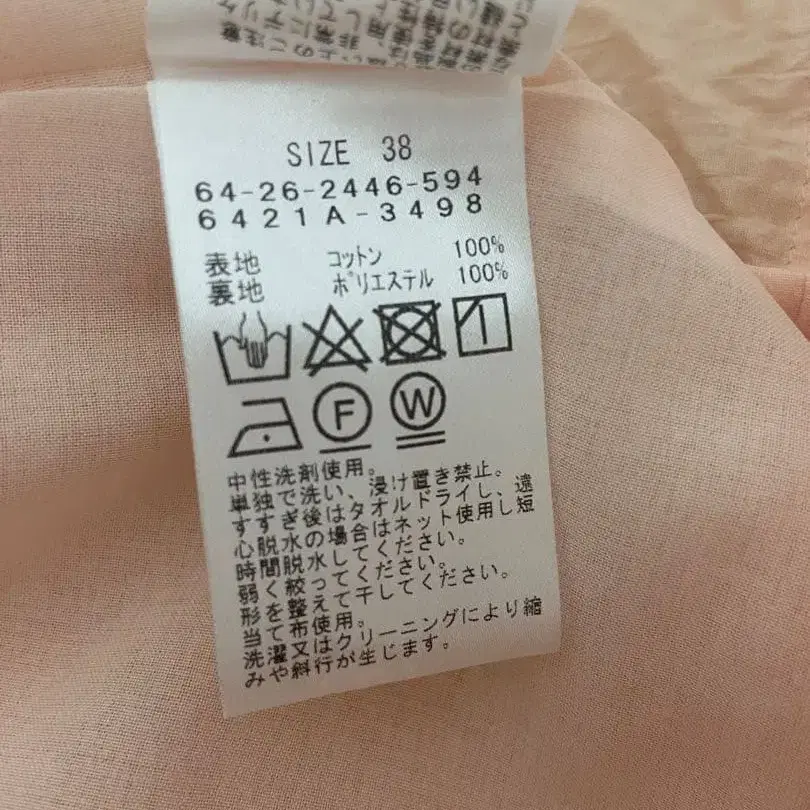 SIZE 38
64-26-2446-594
6421A-3498
表地 コットン 100%
裏地 ポリエステル 100%
F W
中性洗剤使用。
単独で洗い、浸け置き禁止。
すすぎ後はタオルドライし、遠
心脱水の場合はネット使用し短
時間脱水してください。
弱く絞ってください。
形を整えて干してください。
当て布使用。
洗濯又はクリーニングにより縮
みや斜行が生じます。